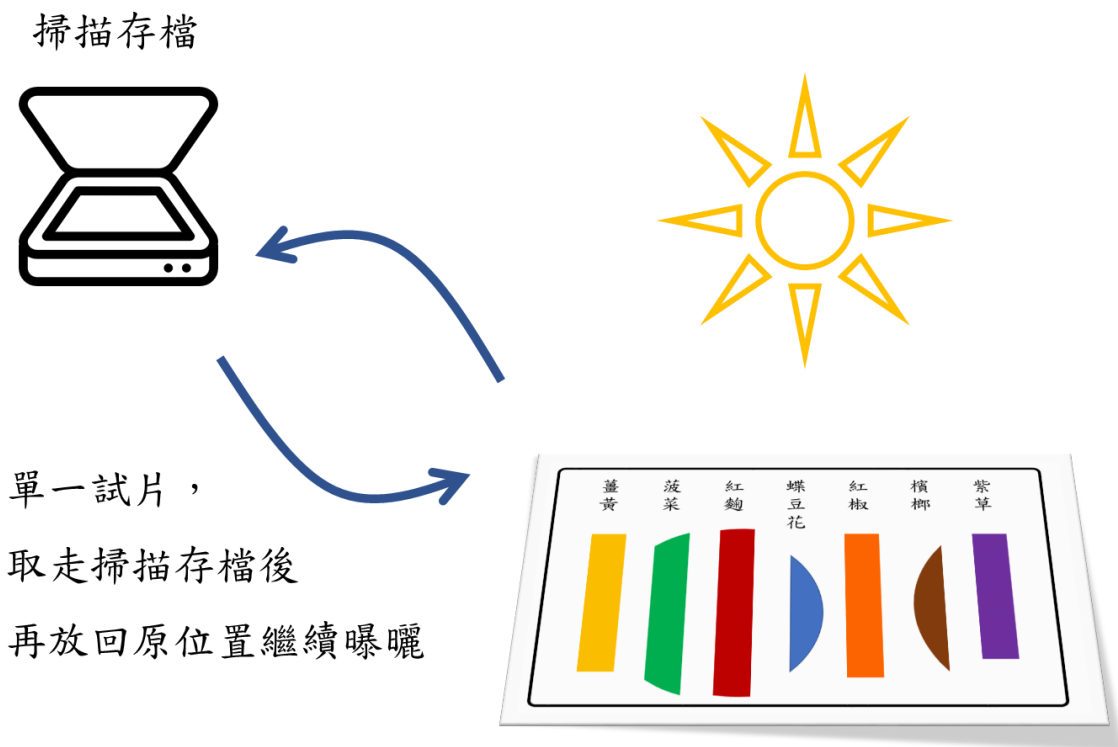 掃描存檔
單一試片，
取走掃描存檔後
再放回原位置繼續曝曬
薑黃
菠菜
紅麴
蝶豆花
紅椒
檳榔
紫草